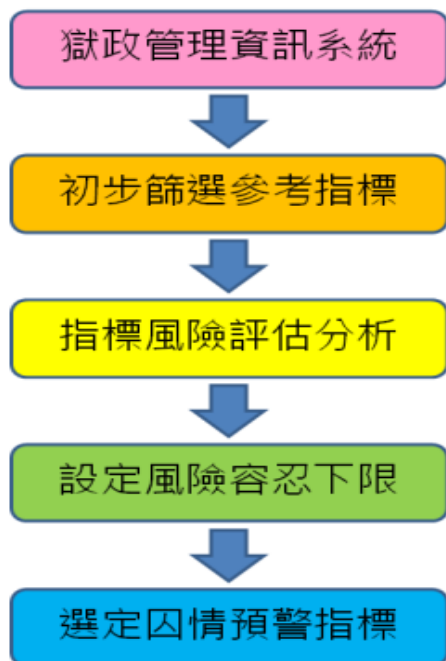 獄政管理資訊系統
初步篩選參考指標
指標風險評估分析
設定風險容忍下限
選定囚情預警指標